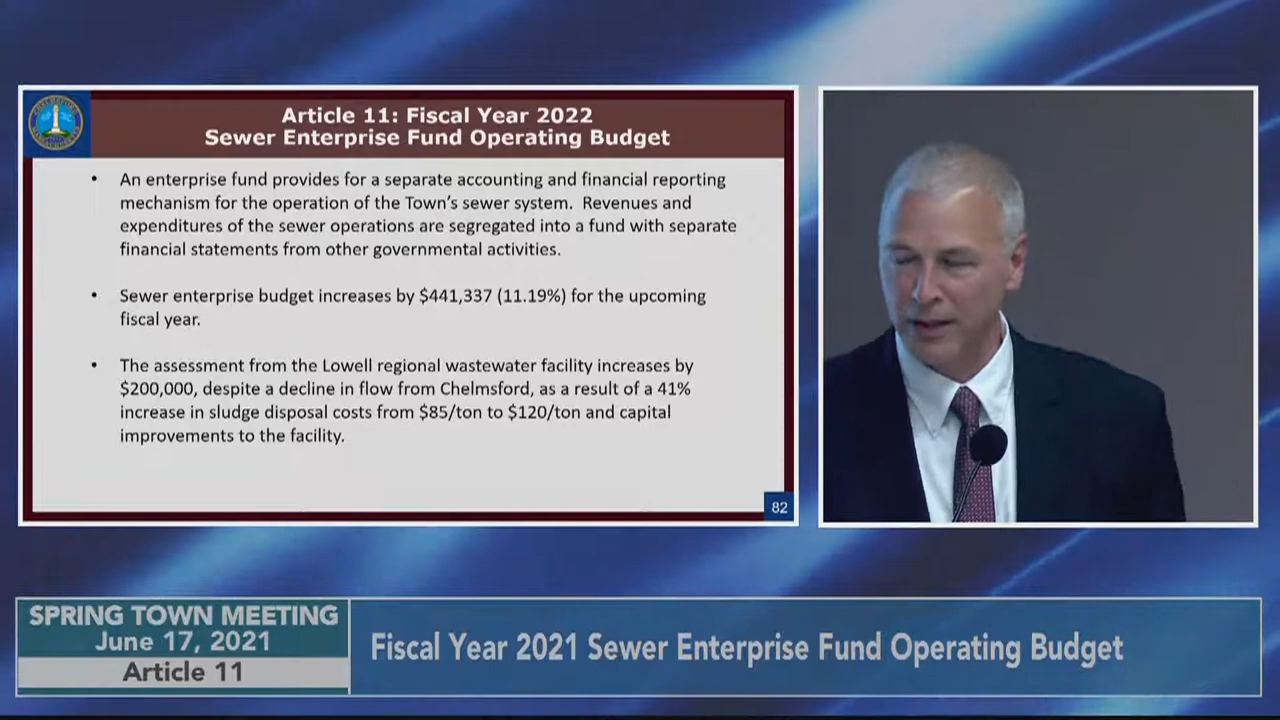 Article 11: Fiscal Year 2022
Sewer Enterprise Fund Operating Budget
• An enterprise fund provides for a separate accounting and financial reporting
mechanism for the operation of the Town's sewer system. Revenues and
expenditures of the sewer operations are segregated into a fund with separate
financial statements from other governmental activities.
• Sewer enterprise budget increases by $441,337 (11.19%) for the upcoming
fiscal year.
• The assessment from the Lowell regional wastewater facility increases by
$200,000, despite a decline in flow from Chelmsford, as a result of a 41%
increase in sludge disposal costs from $85/ton to $120/ton and capital
improvements to the facility.
82
SPRING TOWN MEETING
June 17, 2021
Article 11
Fiscal Year 2021 Sewer Enterprise Fund Operating Budget